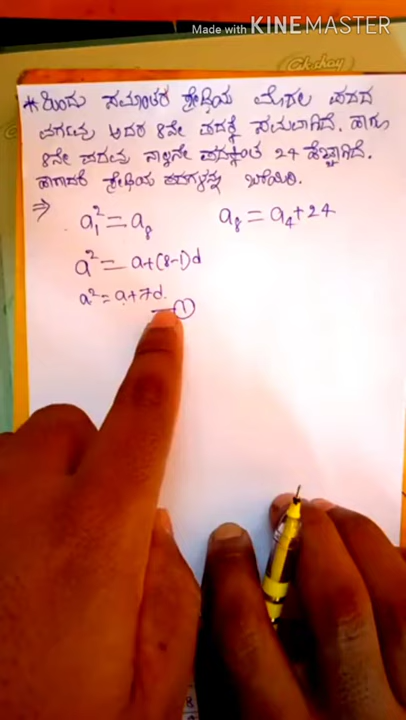 Made with KINEMASTER
* ಒಂದು ಸಮಾಂತರ ಶ್ರೇಢಿಯ ಮೊದಲ ಪದದ
ವರ್ಗವು ಅದರ 8ನೇ ಪದಕ್ಕೆ ಸಮವಾಗಿದೆ. ಹಾಗೂ
8ನೇ ಪದವು ನಾಲ್ಕನೇ ಪದಕ್ಕಿಂತ 24 ಹೆಚ್ಚಾಗಿದೆ.
ಹಾಗಾದರೆ ಶ್ರೇಢಿಯ ಪದಗಳನ್ನು ಬರೆಯಿರಿ.
⇒ a₁² = a₈ a₈ = a₄ + 24
a² = a + (8-1)d
a² = a + 7d. ①